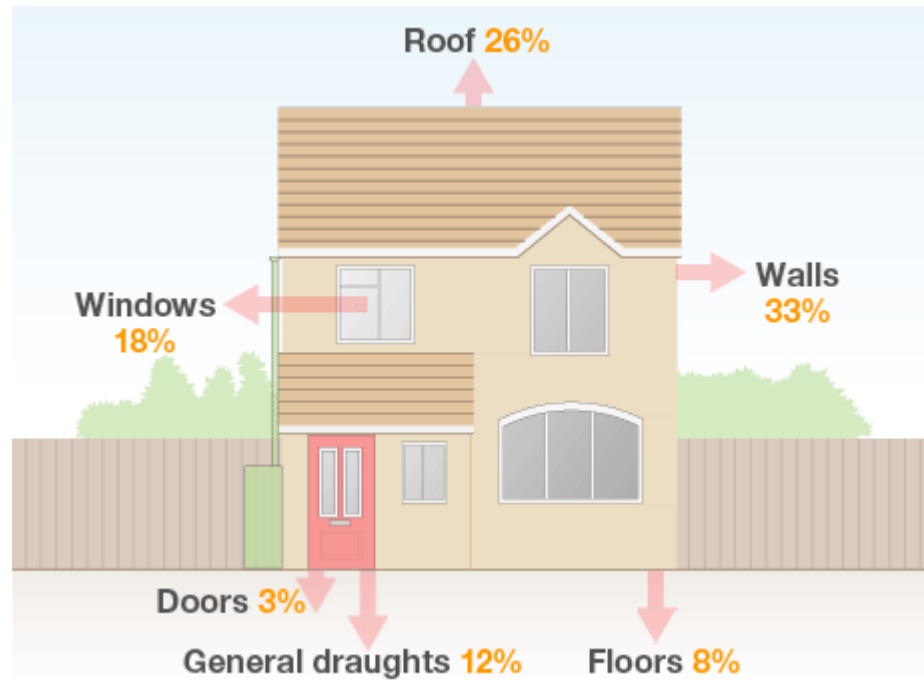 Roof 26%
Walls
33%
Windows
18%
Doors 3%
General draughts 12%
Floors 8%